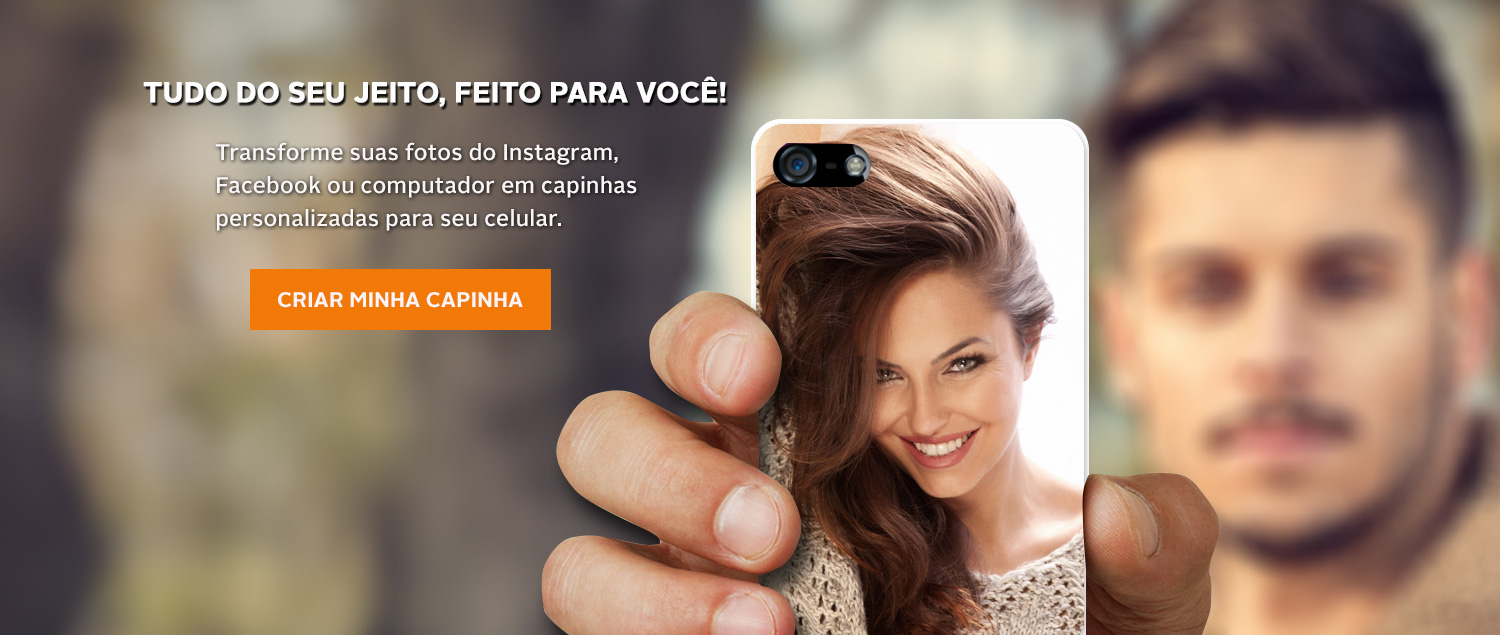 TUDO DO SEU JEITO, FEITO PARA VOCÊ!
Transforme suas fotos do Instagram,
Facebook ou computador em capinhas
personalizadas para seu celular.
CRIAR MINHA CAPINHA